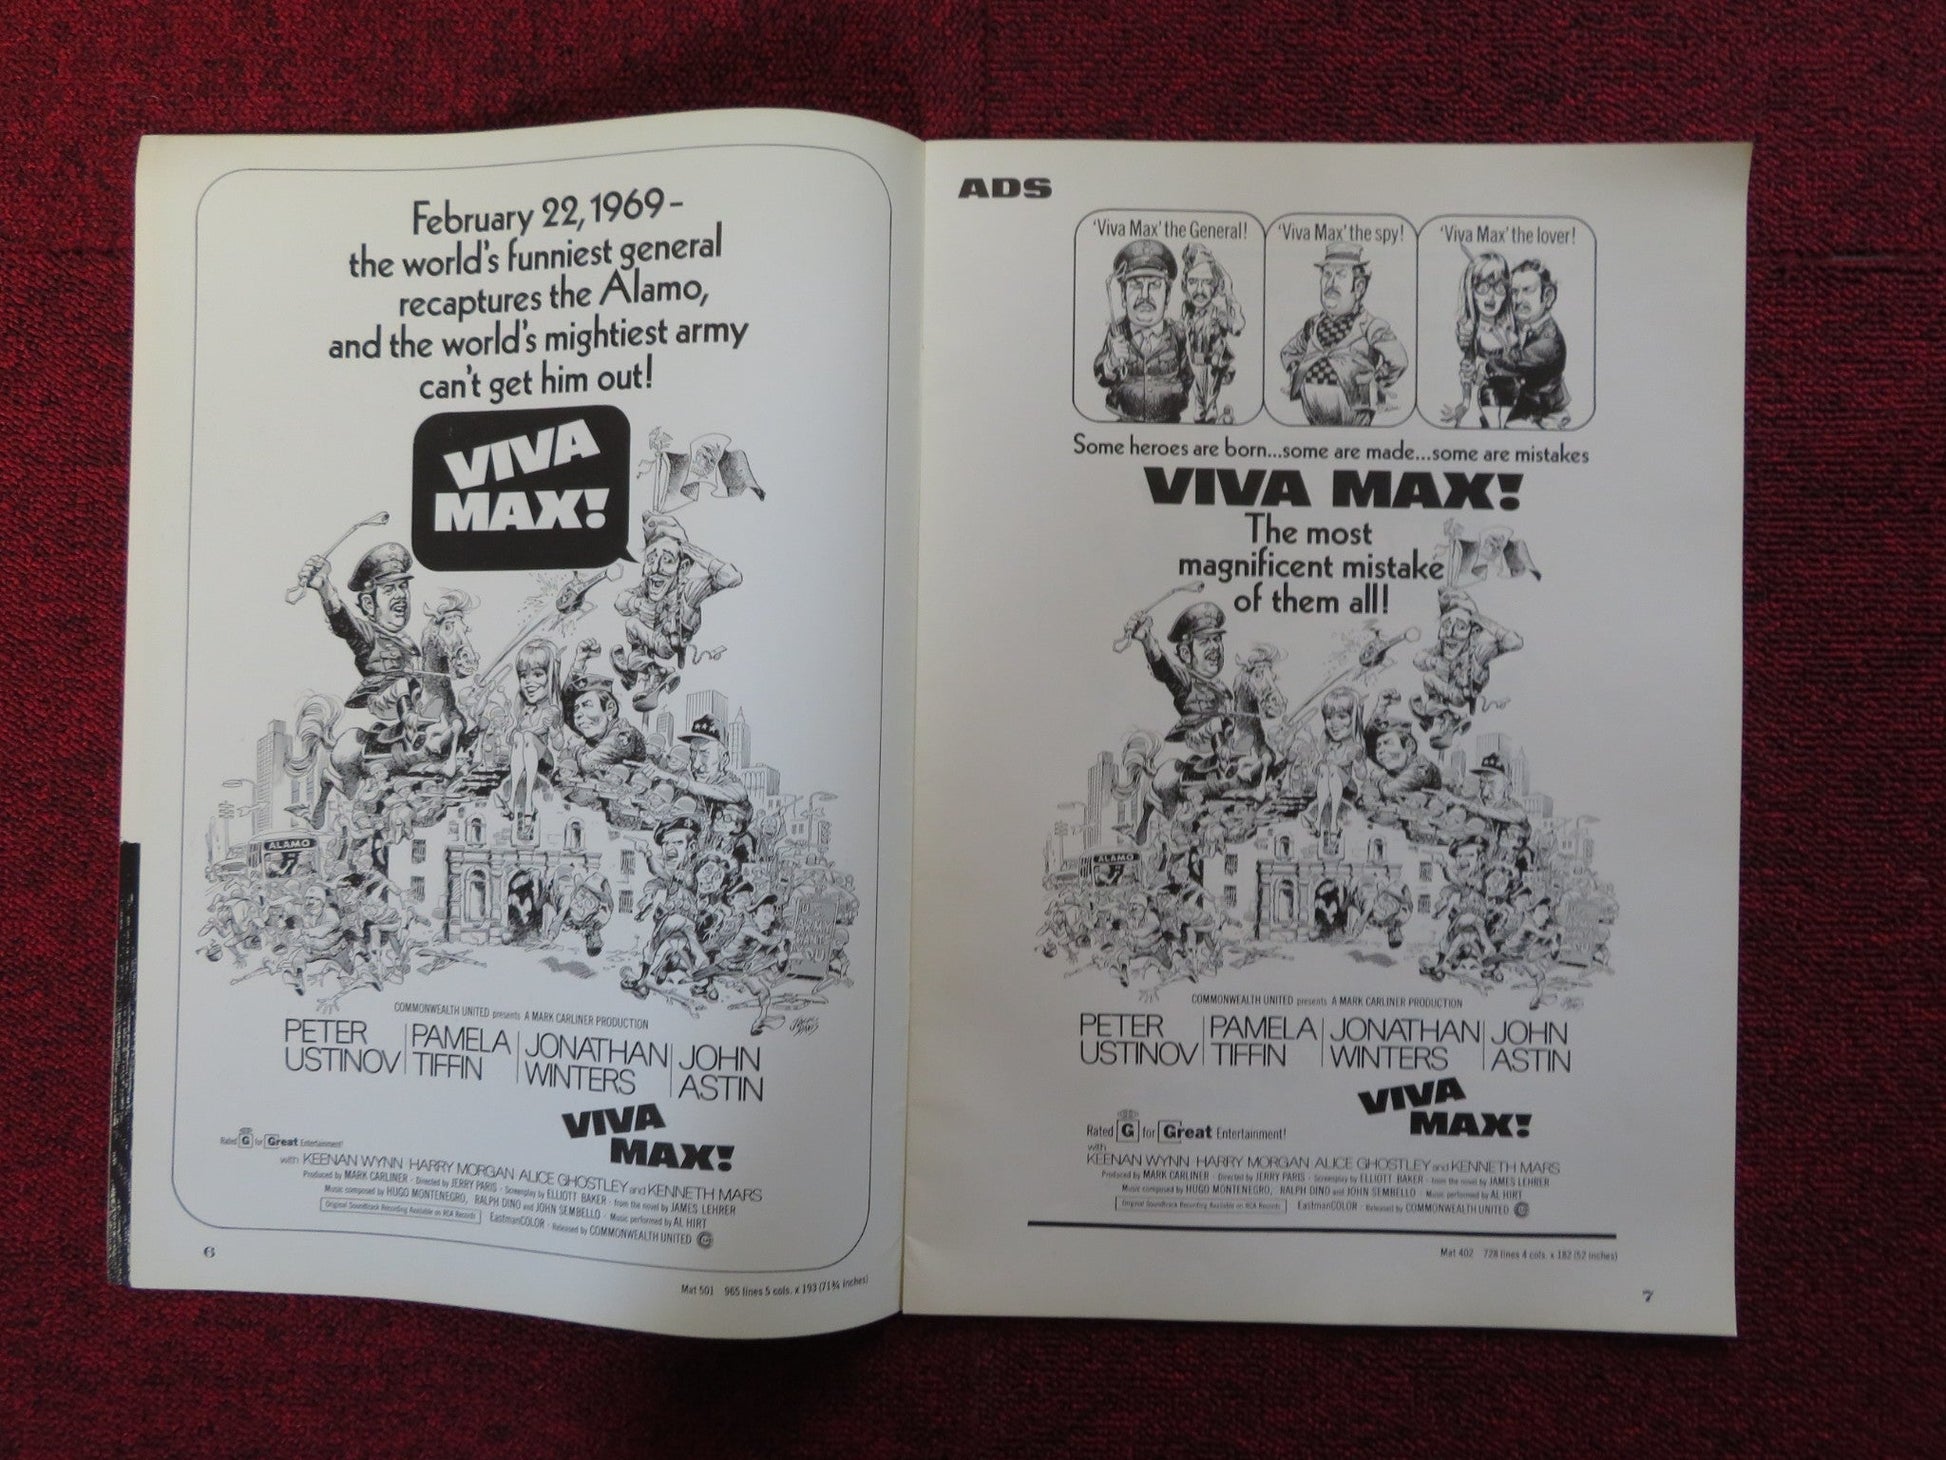 February 22, 1969 –
the world's funniest general
recaptures the Alamo,
and the world's mightiest army
can't get him out!
VIVA
MAX!
ALAMO
COMMONWEALTH UNITED presents A MARK CARLINER PRODUCTION
PETER USTINOV
PAMELA TIFFIN
JONATHAN WINTERS
JOHN ASTIN
VIVA
MAX!
Rated G for Great Entertainment!
with KEENAN WYNN HARRY MORGAN ALICE GHOSTLEY and KENNETH MARS
Produced by MARK CARLINER · Directed by JERRY PARIS · Screenplay by ELLIOTT BAKER · from the novel by JAMES LEHRER
Music composed by HUGO MONTENEGRO, RALPH DINO and JOHN SEMBELLO · Music performed by AL HIRT
Original Soundtrack Recording Available on RCA Records EastmanCOLOR · Released by COMMONWEALTH UNITED
6
Mat 501 965 lines 5 cols. x 193 (71¾ inches)
ADS
'Viva Max' the General!
'Viva Max' the spy!
'Viva Max' the lover!
Some heroes are born...some are made...some are mistakes
VIVA MAX!
The most
magnificent mistake
of them all!
ALAMO
COMMONWEALTH UNITED presents A MARK CARLINER PRODUCTION
PETER USTINOV
PAMELA TIFFIN
JONATHAN WINTERS
JOHN ASTIN
VIVA
MAX!
Rated G for Great Entertainment!
with
KEENAN WYNN HARRY MORGAN ALICE GHOSTLEY and KENNETH MARS
Produced by MARK CARLINER · Directed by JERRY PARIS · Screenplay by ELLIOTT BAKER · from the novel by JAMES LEHRER
Music composed by HUGO MONTENEGRO, RALPH DINO and JOHN SEMBELLO · Music performed by AL HIRT
Original Soundtrack Recording Available on RCA Records EastmanCOLOR · Released by COMMONWEALTH UNITED
Mat 402 728 lines 4 cols. x 182 (52 inches)
7